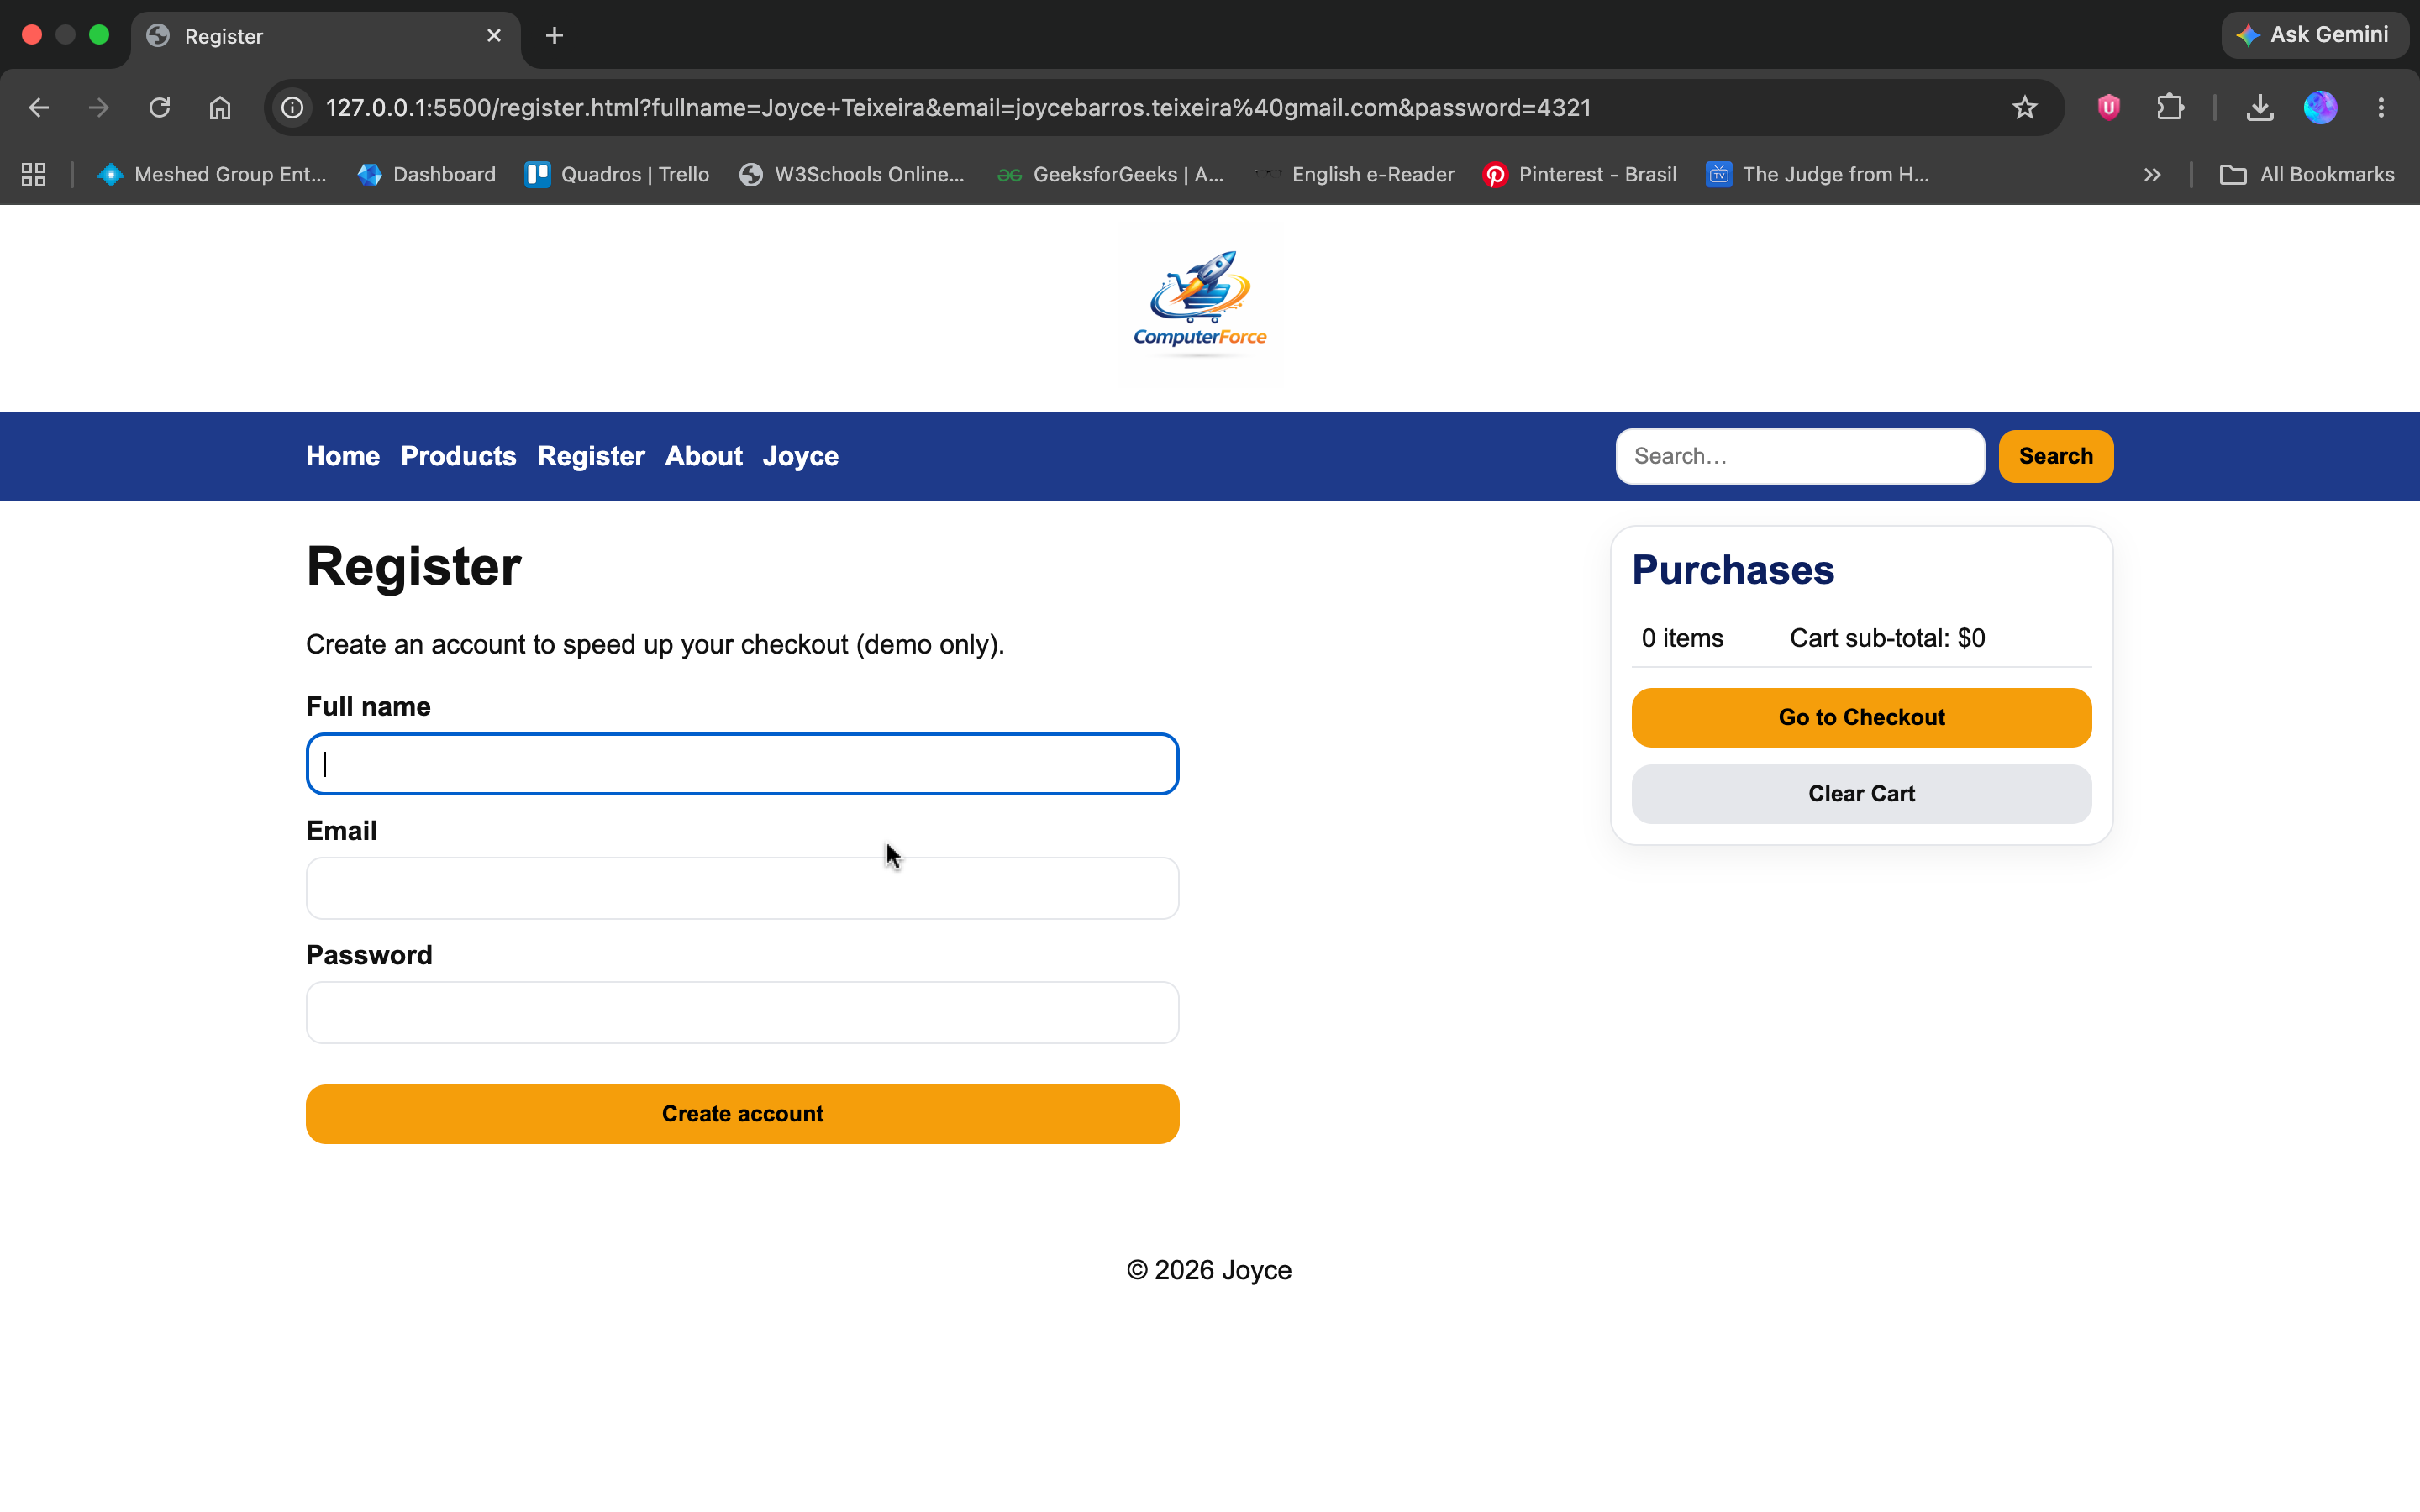 Register
Ask Gemini
127.0.0.1:5500/register.html?fullname=Joyce+Teixeira&email=joycebarros.teixeira%40gmail.com&password=4321
U
Meshed Group Ent...
Dashboard
Quadros | Trello
W3Schools Online...
GeeksforGeeks | A...
English e-Reader
Pinterest - Brasil
TV
The Judge from H...
All Bookmarks
ComputerForce
Home Products Register About Joyce
Search...
Search
Register
Create an account to speed up your checkout (demo only).
Full name
Email
Password
Create account
Purchases
0 items Cart sub-total: $0
Go to Checkout
Clear Cart
© 2026 Joyce